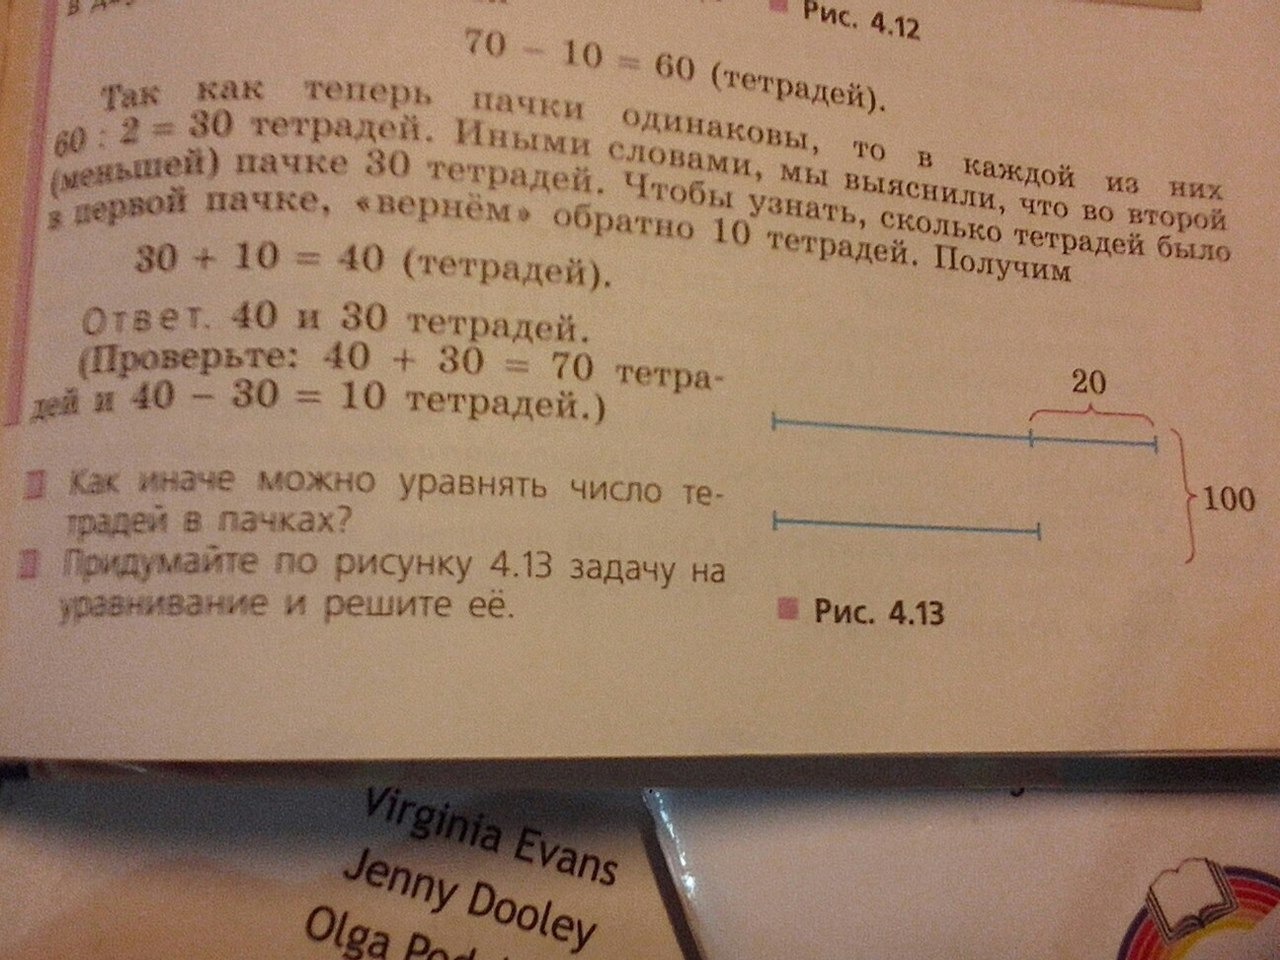 Рис. 4.12
70 − 10 = 60 (тетрадей).
Так как теперь пачки одинаковы, то в каждой из них
60 : 2 = 30 тетрадей. Иными словами, мы выяснили, что во второй
(меньшей) пачке 30 тетрадей. Чтобы узнать, сколько тетрадей было
в первой пачке, «вернём» обратно 10 тетрадей. Получим
30 + 10 = 40 (тетрадей).
Ответ. 40 и 30 тетрадей.
(Проверьте: 40 + 30 = 70 тетра-
дей и 40 − 30 = 10 тетрадей.)
Как иначе можно уравнять число те-
традей в пачках?
Придумайте по рисунку 4.13 задачу на
уравнивание и решите её.
20
100
Рис. 4.13
Virginia Evans
Jenny Dooley
Olga